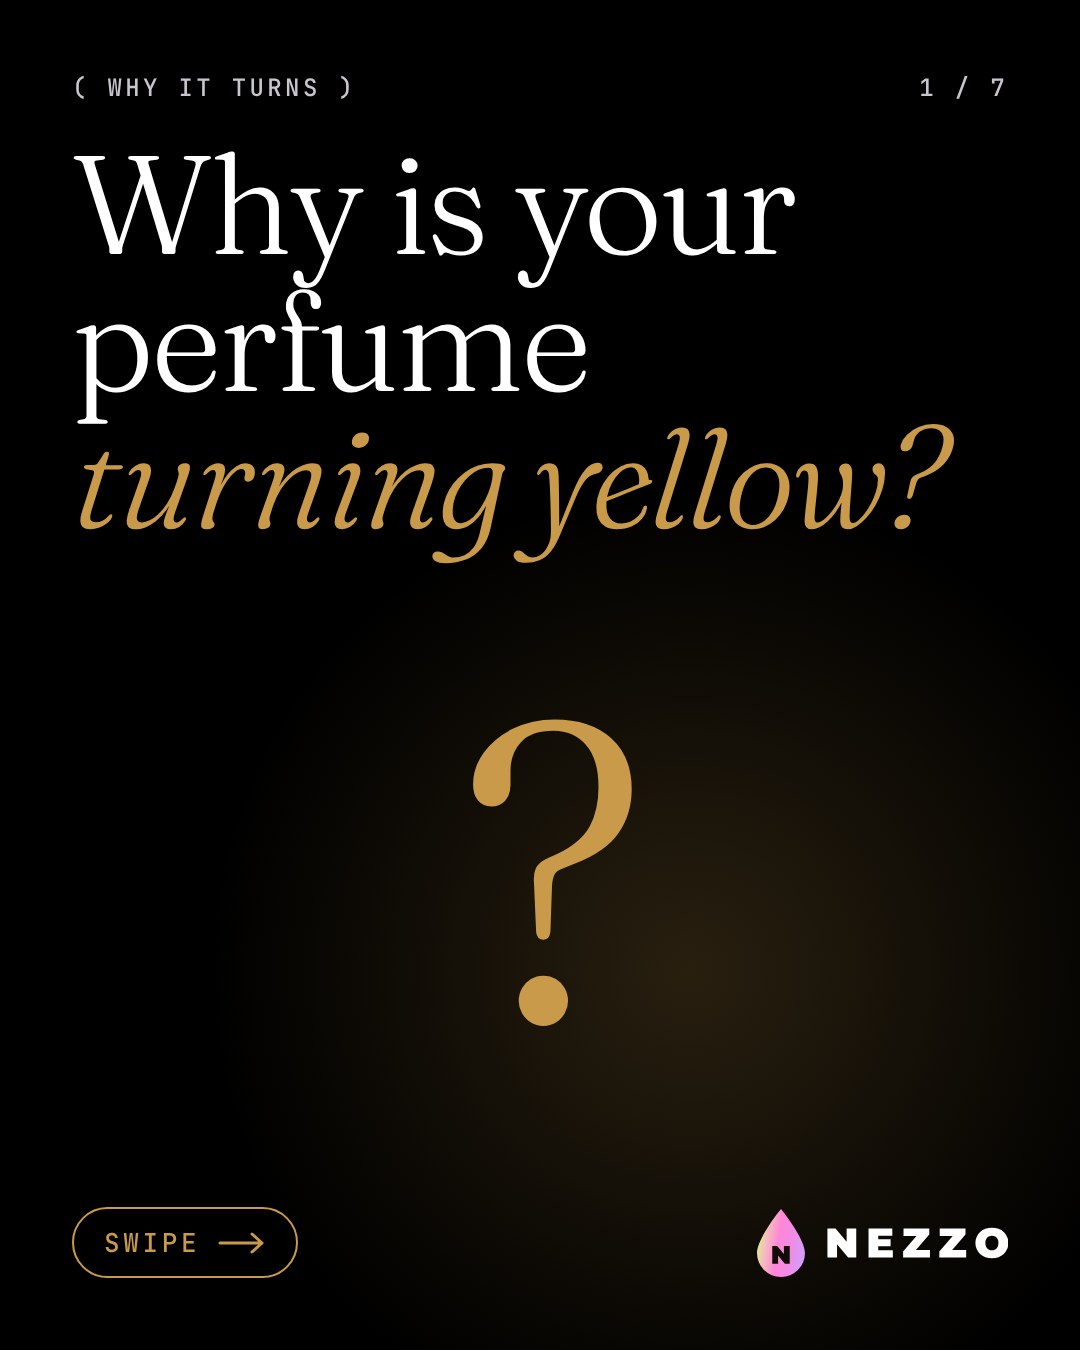 ( WHY IT TURNS )
1 / 7
Why is your
perfume
turning yellow?
?
SWIPE →
N NEZZO